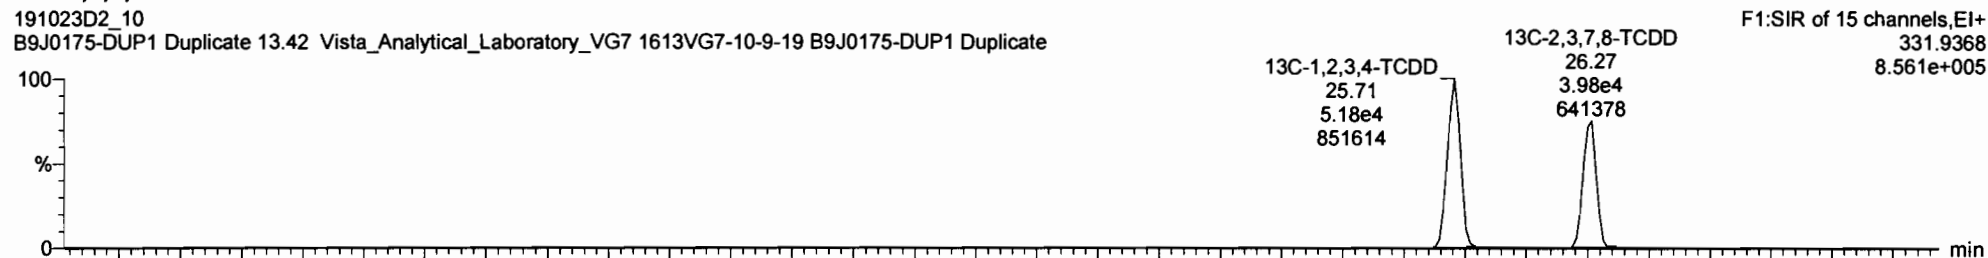 191023D2_10
F1:SIR of 15 channels,EI+
B9J0175-DUP1 Duplicate 13.42 Vista_Analytical_Laboratory_VG7 1613VG7-10-9-19 B9J0175-DUP1 Duplicate
331.9368
8.561e+005
13C-1,2,3,4-TCDD
25.71
5.18e4
851614
13C-2,3,7,8-TCDD
26.27
3.98e4
641378
100
%
0
min